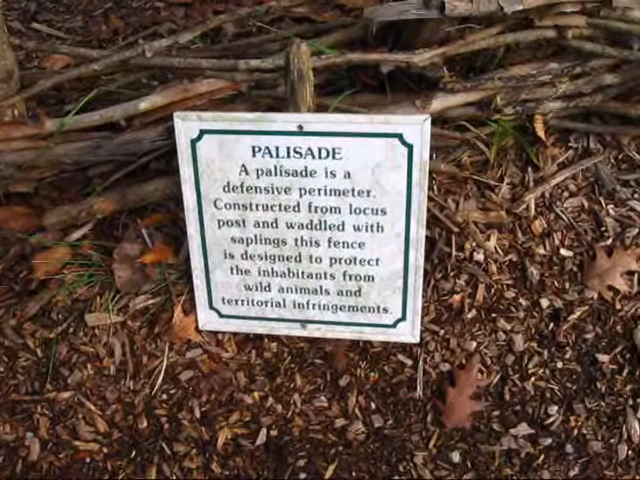 PALISADE
A palisade is a
defensive perimeter.
Constructed from locus
post and waddled with
saplings this fence
is designed to protect
the inhabitants from
wild animals and
territorial infringements.